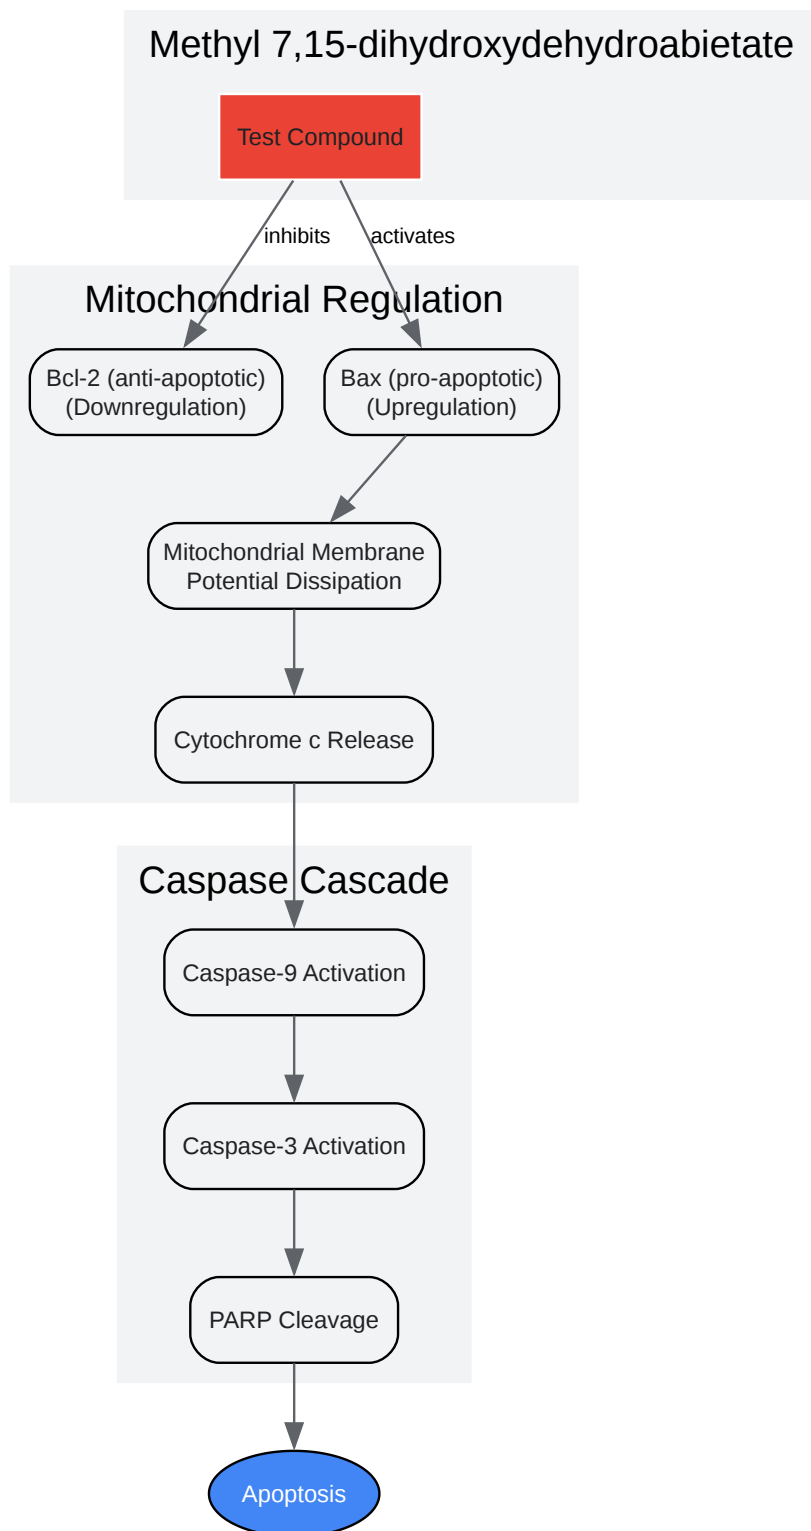 Methyl 7,15-dihydroxydehydroabietate
Test Compound
inhibits
activates
Mitochondrial Regulation
Bcl-2 (anti-apoptotic)
(Downregulation)
Bax (pro-apoptotic)
(Upregulation)
Mitochondrial Membrane
Potential Dissipation
Cytochrome c Release
Caspase Cascade
Caspase-9 Activation
Caspase-3 Activation
PARP Cleavage
Apoptosis